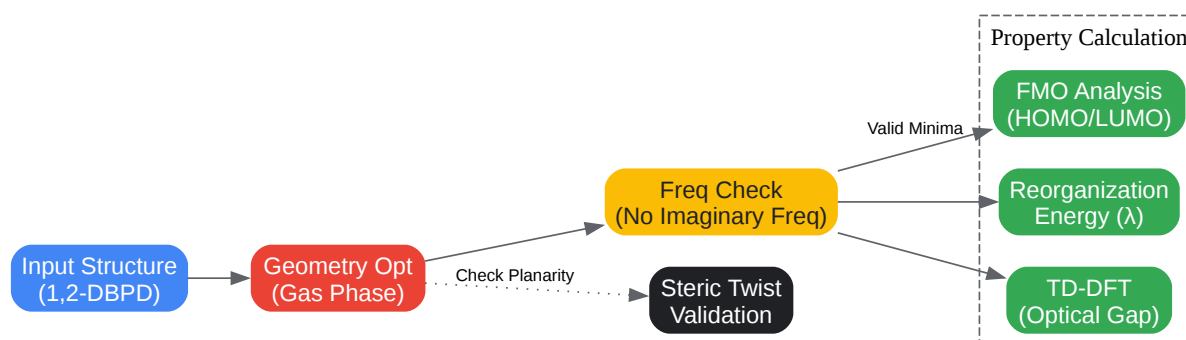 Input Structure
(1,2-DBPD)
Geometry Opt
(Gas Phase)
Check Planarity
Freq Check
(No Imaginary Freq)
Steric Twist
Validation
Valid Minima
Property Calculation
FMO Analysis
(HOMO/LUMO)
Reorganization
Energy (λ)
TD-DFT
(Optical Gap)